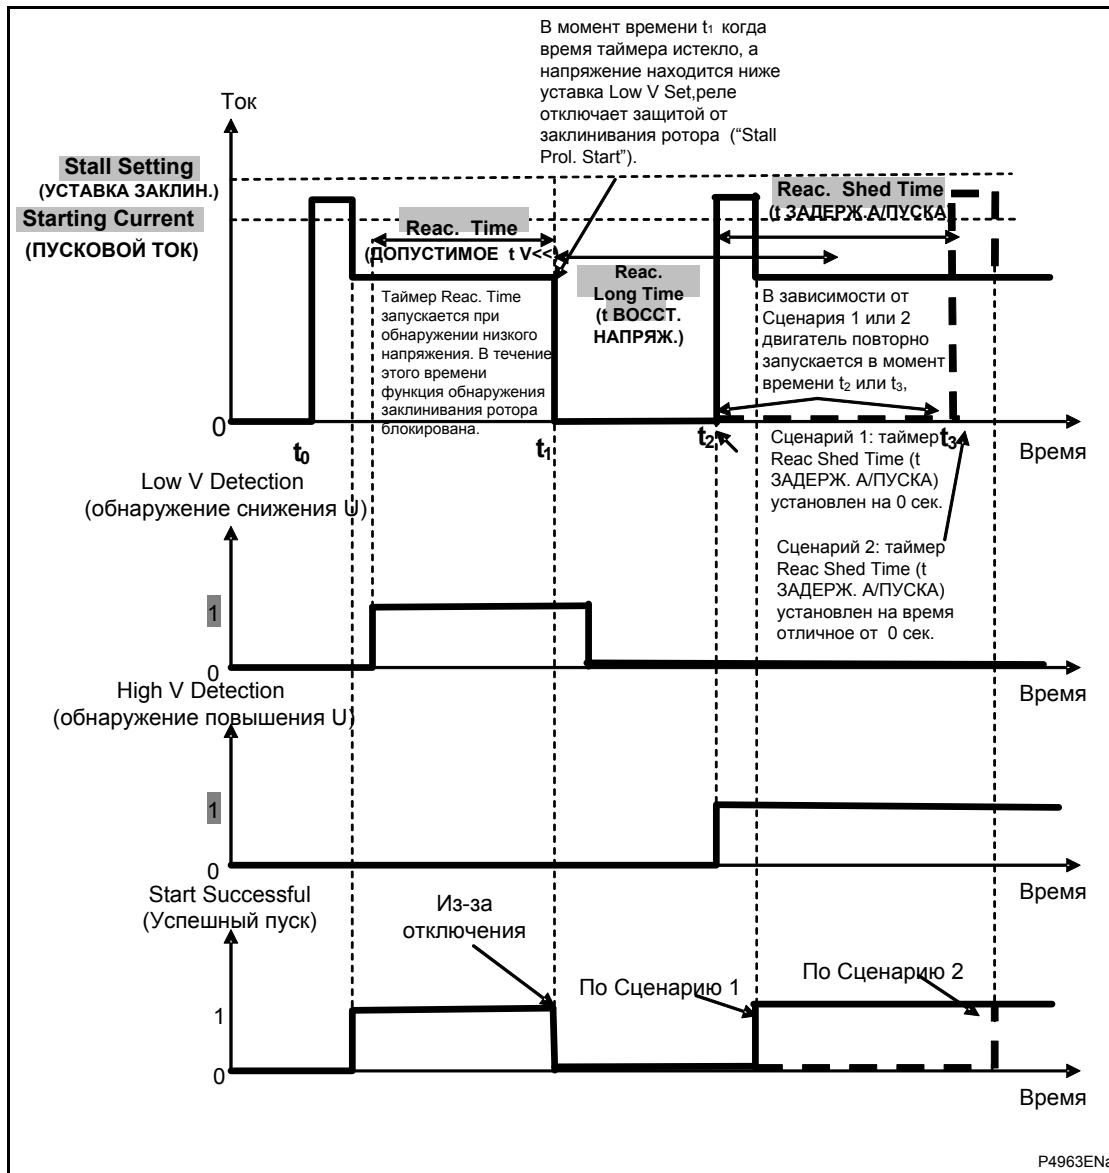 В момент времени t₁ когда
время таймера истекло, а
напряжение находится ниже
уставка Low V Set,реле
отключает защитой от
заклинивания ротора (“Stall
Prol. Start”).
Ток
Stall Setting
(УСТАВКА ЗАКЛИН.)
Starting Current
(ПУСКОВОЙ ТОК)
Reac. Time
(ДОПУСТИМОЕ t V<<)
Reac. Shed Time
(t ЗАДЕРЖ.А/ПУСКА
Reac.
Long Time
(t ВОССТ.
НАПРЯЖ.)
Таймер Reac. Time
запускается при
обнаружении низкого
напряжения. В течение
этого времени
функция обнаружения
заклинивания ротора
блокирована.
В зависимости от
Сценария 1 или 2
двигатель повторно
запускается в момент
времени t₂ или t₃,
0
t₀
t₁
t₂
t₃
Время
Сценарий 1: таймер
Reac Shed Time (t
ЗАДЕРЖ. А/ПУСКА)
установлен на 0 сек.
Сценарий 2: таймер
Reac Shed Time (t
ЗАДЕРЖ. А/ПУСКА)
установлен на время
отличное от 0 сек.
Low V Detection
(обнаружение снижения U)
1
0
Время
High V Detection
(обнаружение повышения U)
1
0
Время
Start Successful
(Успешный пуск)
Из-за
отключения
По Сценарию 1
По Сценарию 2
1
0
Время
P4963ENa